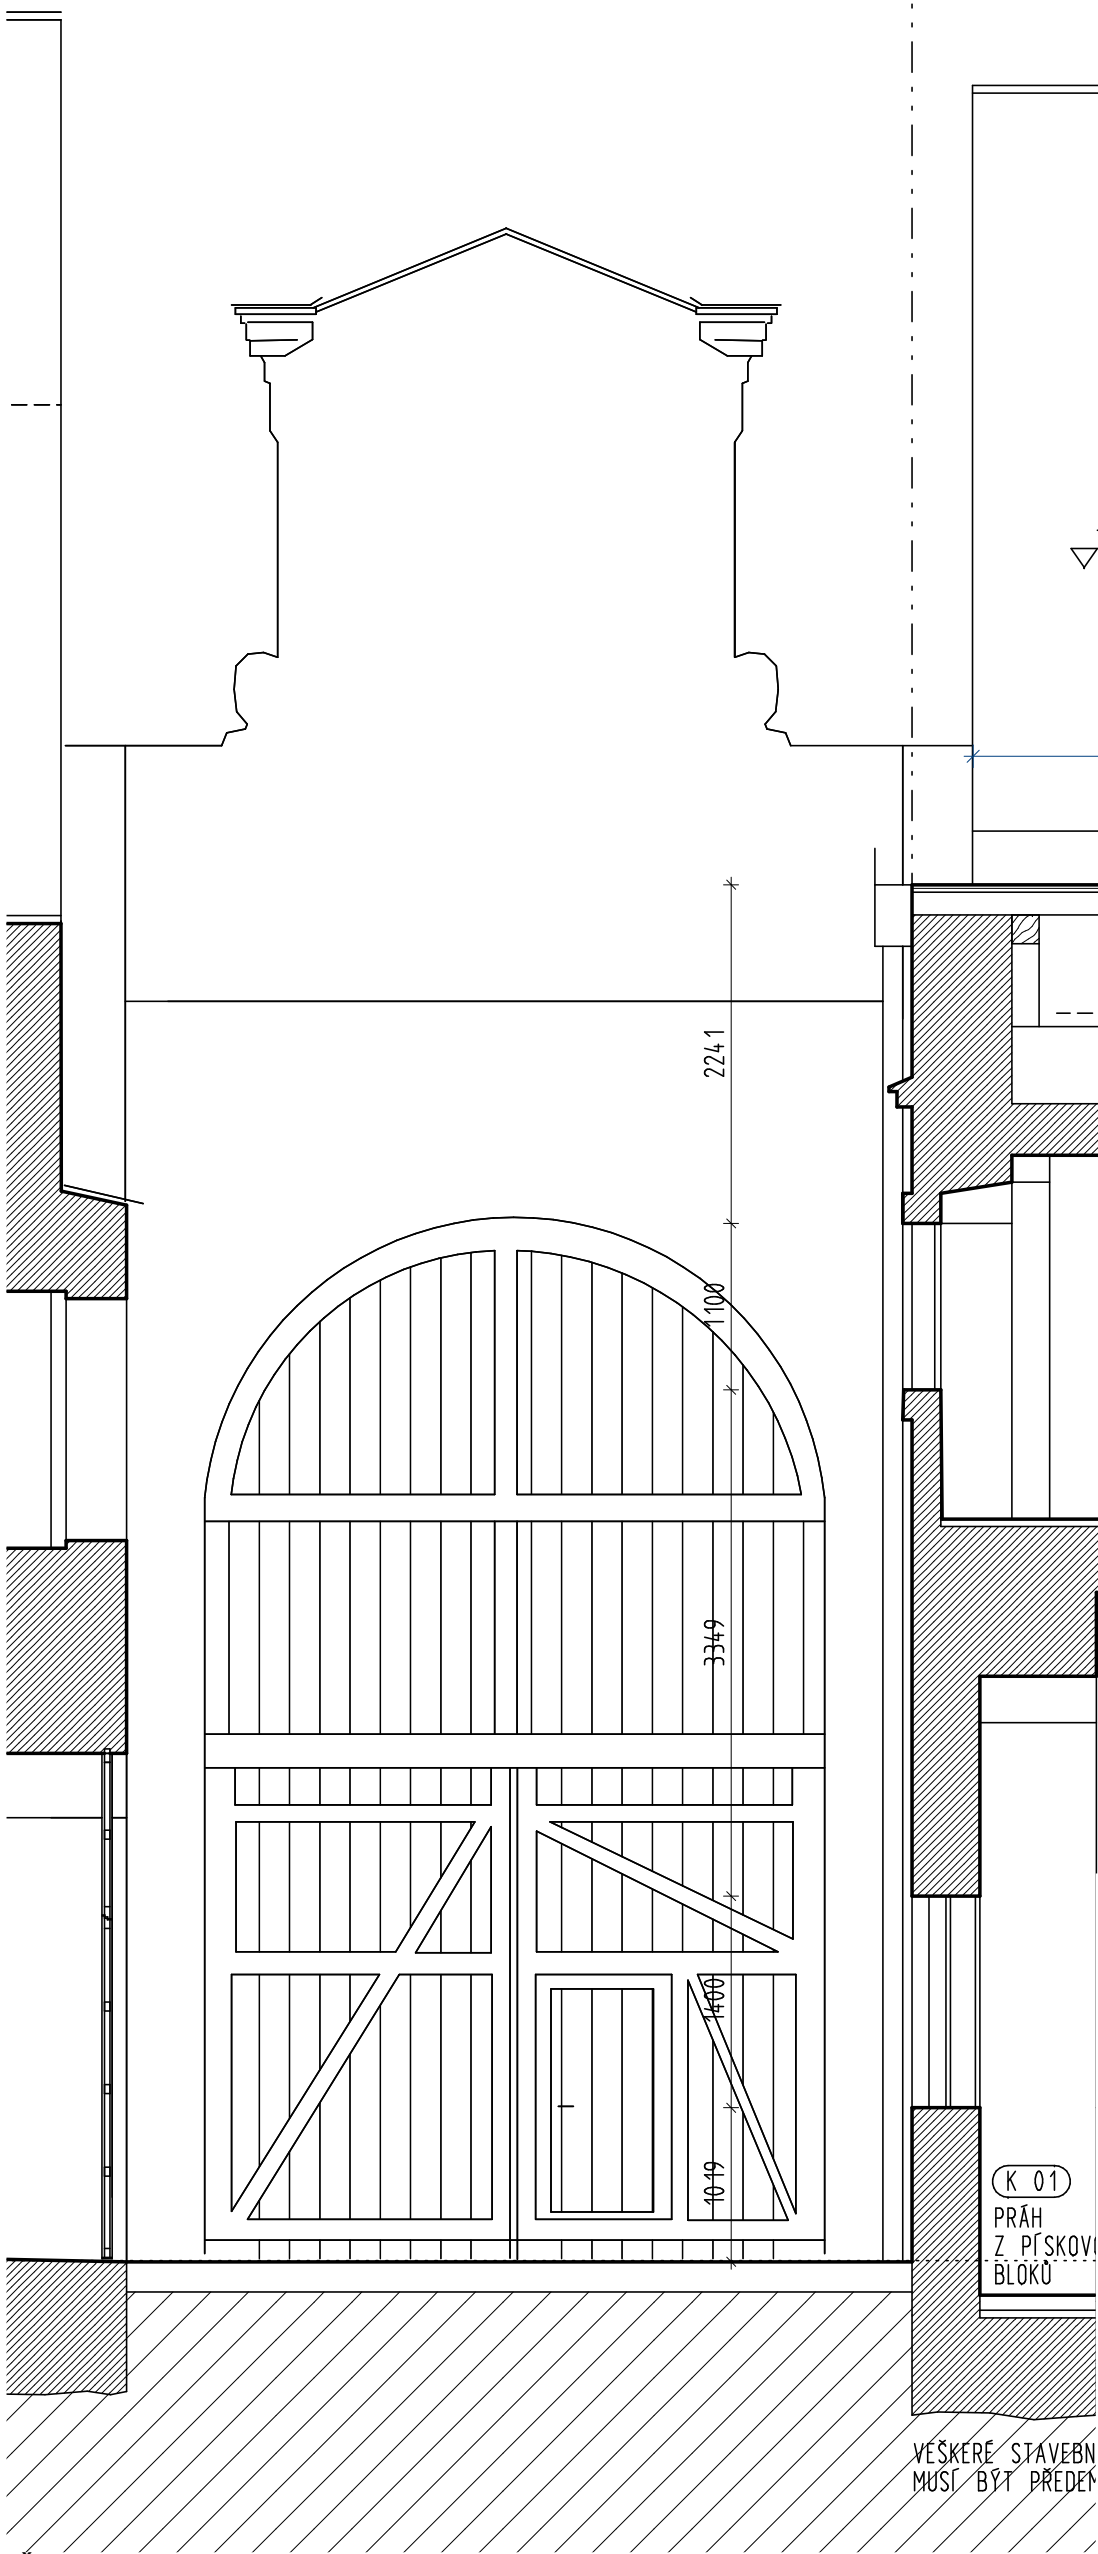 2241
1100
3349
1400
1019
K 01
PRÁH
Z PÍSKOV
BLOKŮ
VEŠKERÉ STAVEBN
MUSÍ BÝT PŘEDEM